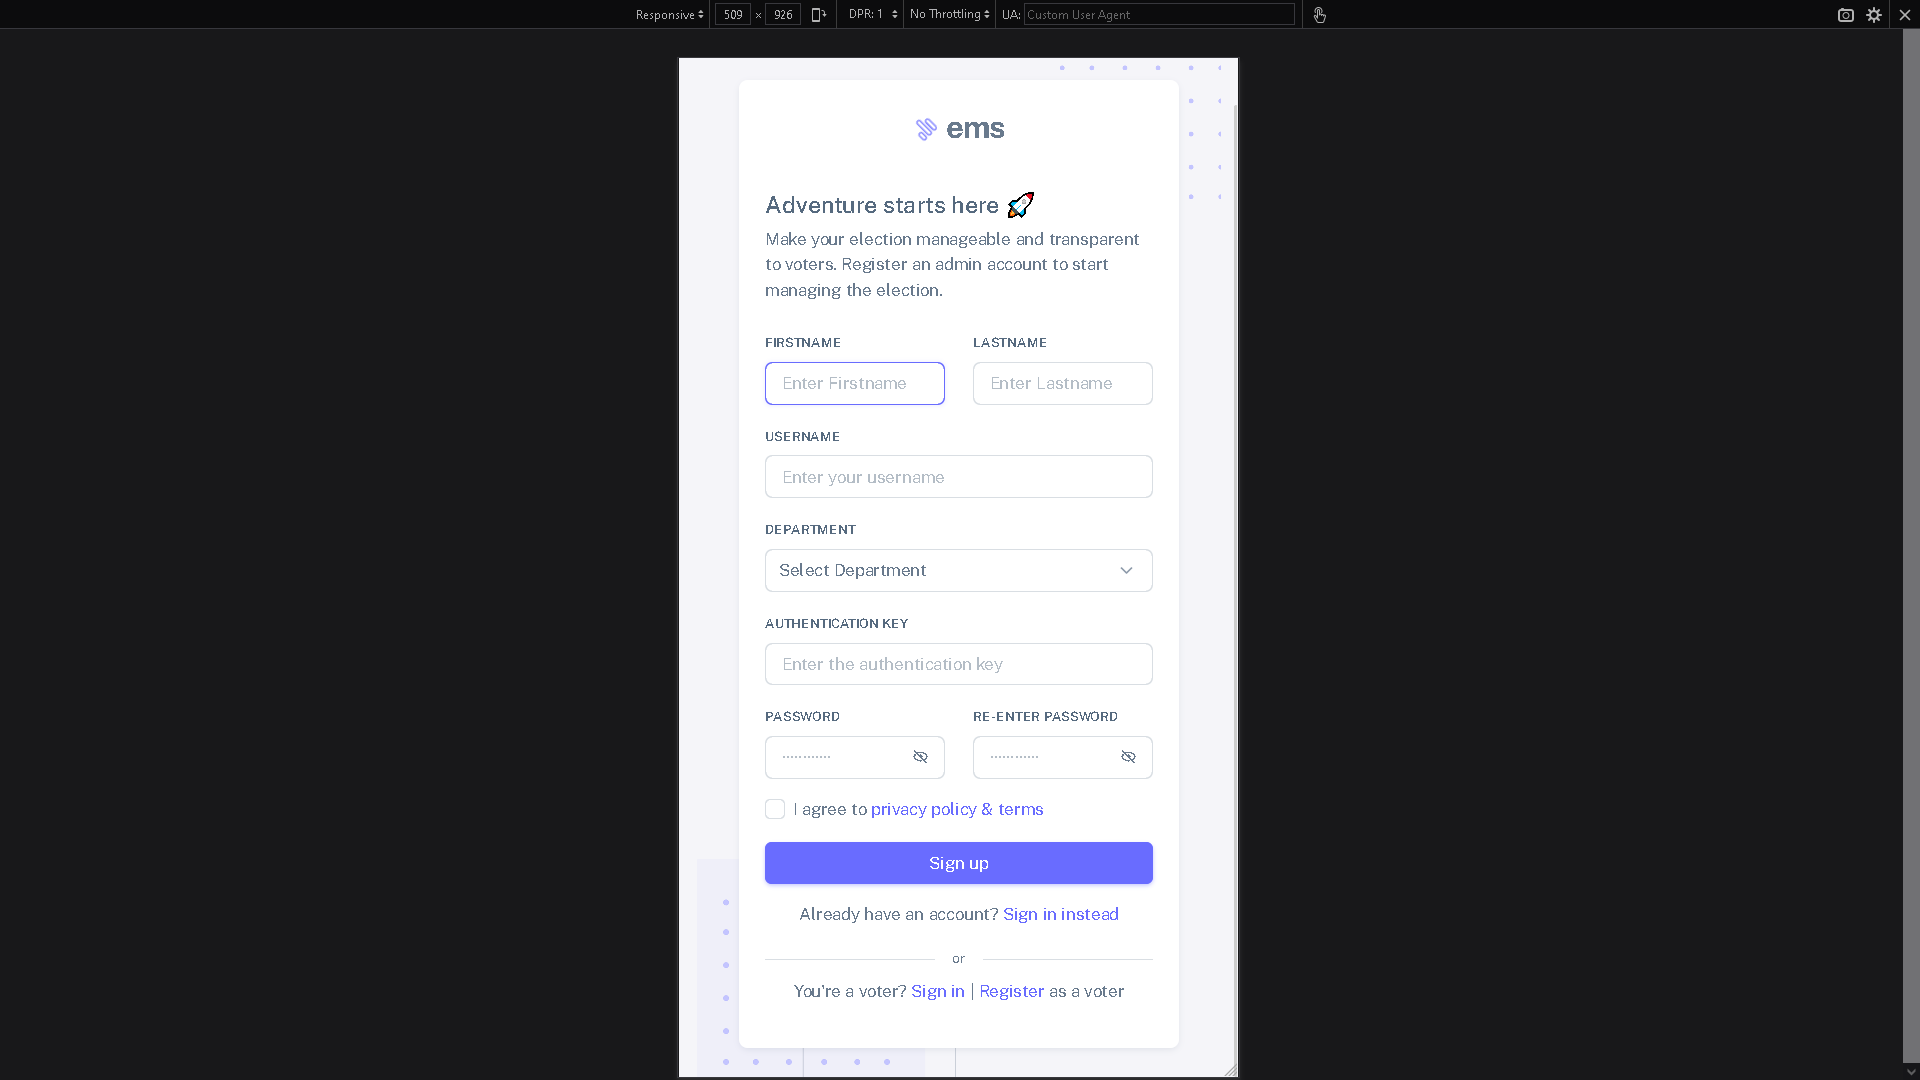 Responsive 509 × 926 DPR: 1 No Throttling UA: Custom User Agent
ems
Adventure starts here 🚀
Make your election manageable and transparent
to voters. Register an admin account to start
managing the election.
FIRSTNAME LASTNAME
Enter Firstname Enter Lastname
USERNAME
Enter your username
DEPARTMENT
Select Department
AUTHENTICATION KEY
Enter the authentication key
PASSWORD RE-ENTER PASSWORD
············ ············
I agree to privacy policy & terms
Sign up
Already have an account? Sign in instead
or
You're a voter? Sign in | Register as a voter